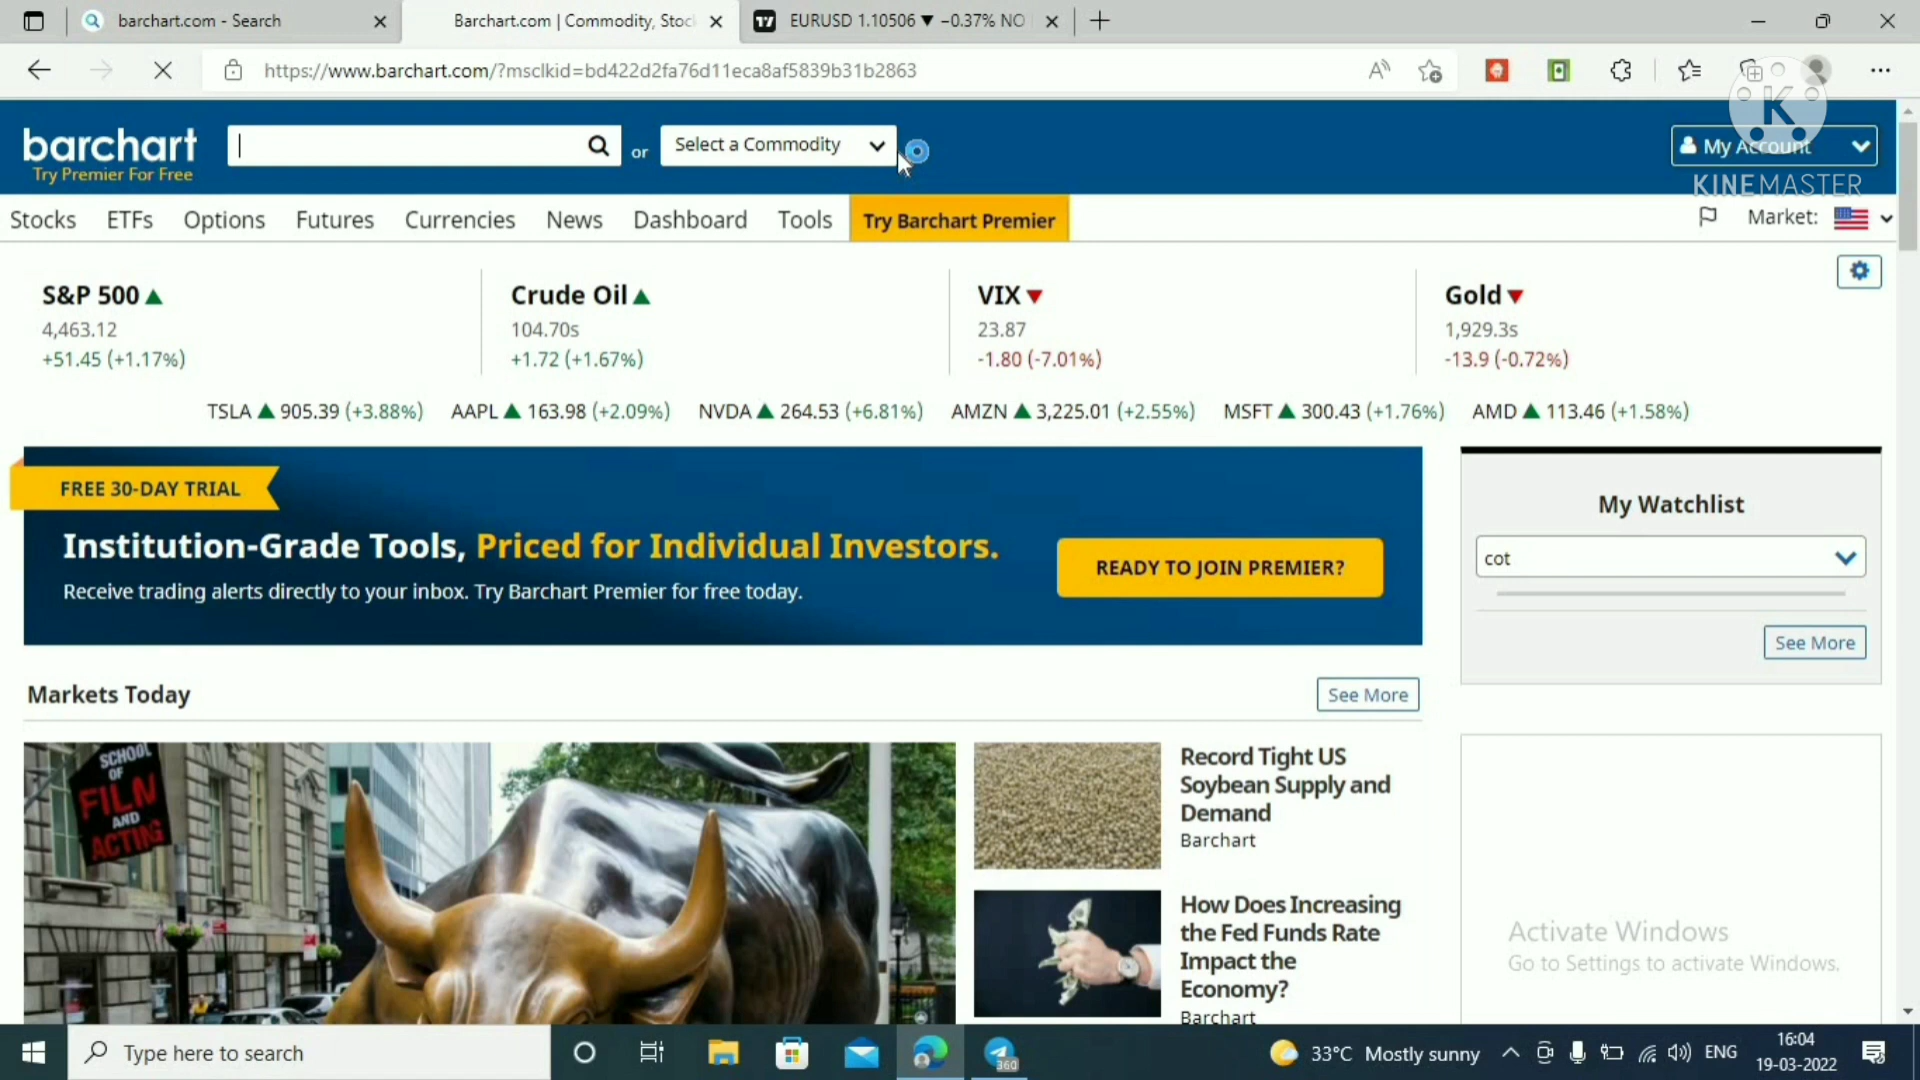 barchart.com - Search
Barchart.com | Commodity, Stoc
EURUSD 1.10506 ▼ −0.37% NO
https://www.barchart.com/?msclkid=bd422d2fa76d11eca8af5839b31b2863
barchart
Try Premier For Free
or
Select a Commodity
My Account
KINEMASTER
Stocks ETFs Options Futures Currencies News Dashboard Tools Try Barchart Premier
Market:
S&P 500 ▲
4,463.12
+51.45 (+1.17%)
Crude Oil ▲
104.70s
+1.72 (+1.67%)
VIX ▼
23.87
-1.80 (-7.01%)
Gold ▼
1,929.3s
-13.9 (-0.72%)
TSLA ▲ 905.39 (+3.88%) AAPL ▲ 163.98 (+2.09%) NVDA ▲ 264.53 (+6.81%) AMZN ▲ 3,225.01 (+2.55%) MSFT ▲ 300.43 (+1.76%) AMD ▲ 113.46 (+1.58%)
FREE 30-DAY TRIAL
Institution-Grade Tools, Priced for Individual Investors.
Receive trading alerts directly to your inbox. Try Barchart Premier for free today.
READY TO JOIN PREMIER?
My Watchlist
cot
See More
Markets Today
See More
SCHOOL
OF
FILM
AND
ACTING
Record Tight US
Soybean Supply and
Demand
Barchart
How Does Increasing
the Fed Funds Rate
Impact the
Economy?
Barchart
Activate Windows
Go to Settings to activate Windows.
Type here to search
360
33°C Mostly sunny
ENG
16:04
19-03-2022